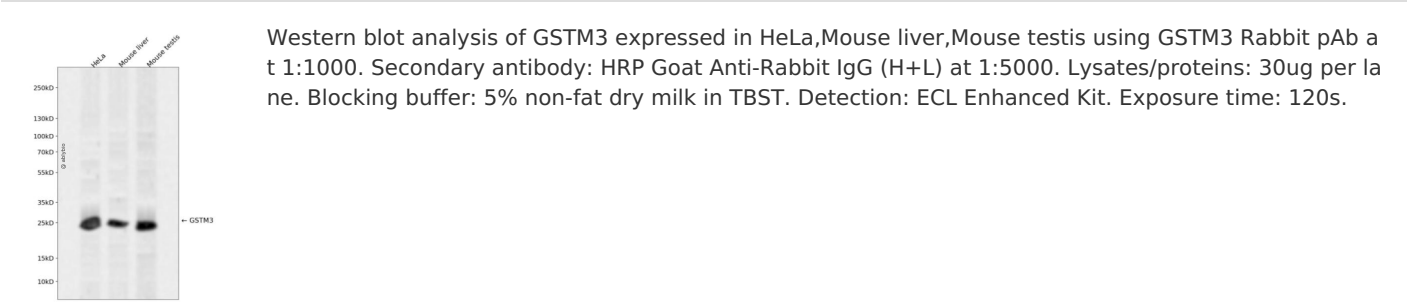 Western blot analysis of GSTM3 expressed in HeLa,Mouse liver,Mouse testis using GSTM3 Rabbit pAb a
t 1:1000. Secondary antibody: HRP Goat Anti-Rabbit IgG (H+L) at 1:5000. Lysates/proteins: 30ug per la
ne. Blocking buffer: 5% non-fat dry milk in TBST. Detection: ECL Enhanced Kit. Exposure time: 120s.
HeLa
Mouse liver
Mouse testis
250kD
130kD
100kD
70kD
55kD
35kD
← GSTM3
25kD
15kD
10kD